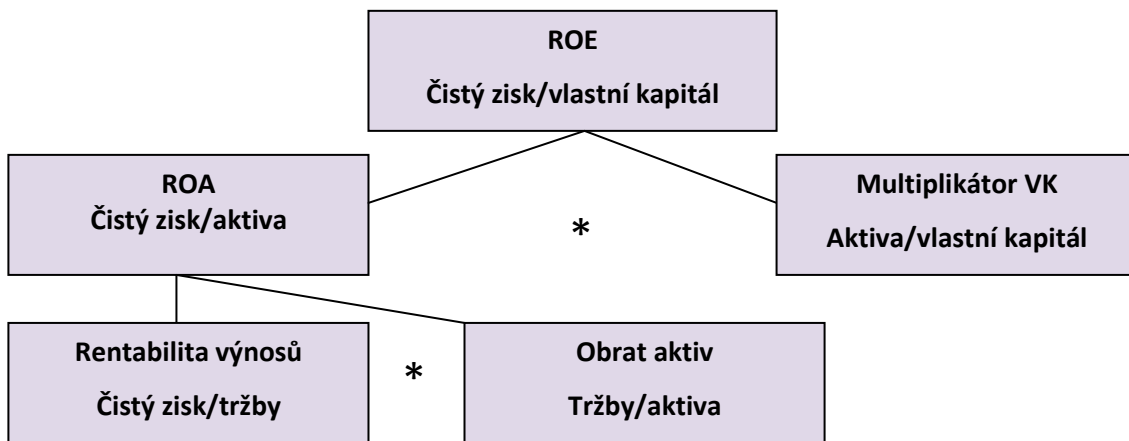 ROE
Čistý zisk/vlastní kapitál
ROA
Čistý zisk/aktiva
*
Multiplikátor VK
Aktiva/vlastní kapitál
Rentabilita výnosů
Čistý zisk/tržby
*
Obrat aktiv
Tržby/aktiva